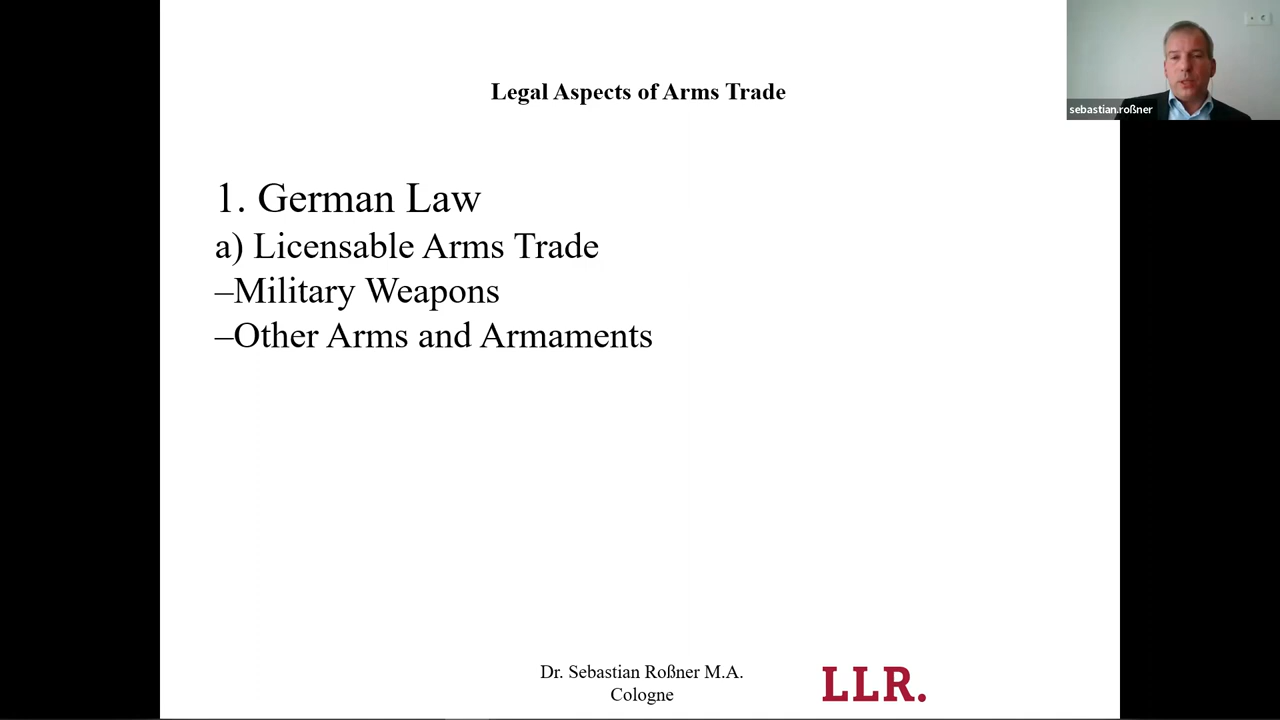 Legal Aspects of Arms Trade
sebastian.roßner
1. German Law
a) Licensable Arms Trade
–Military Weapons
–Other Arms and Armaments
Dr. Sebastian Roßner M.A.
Cologne
LLR.